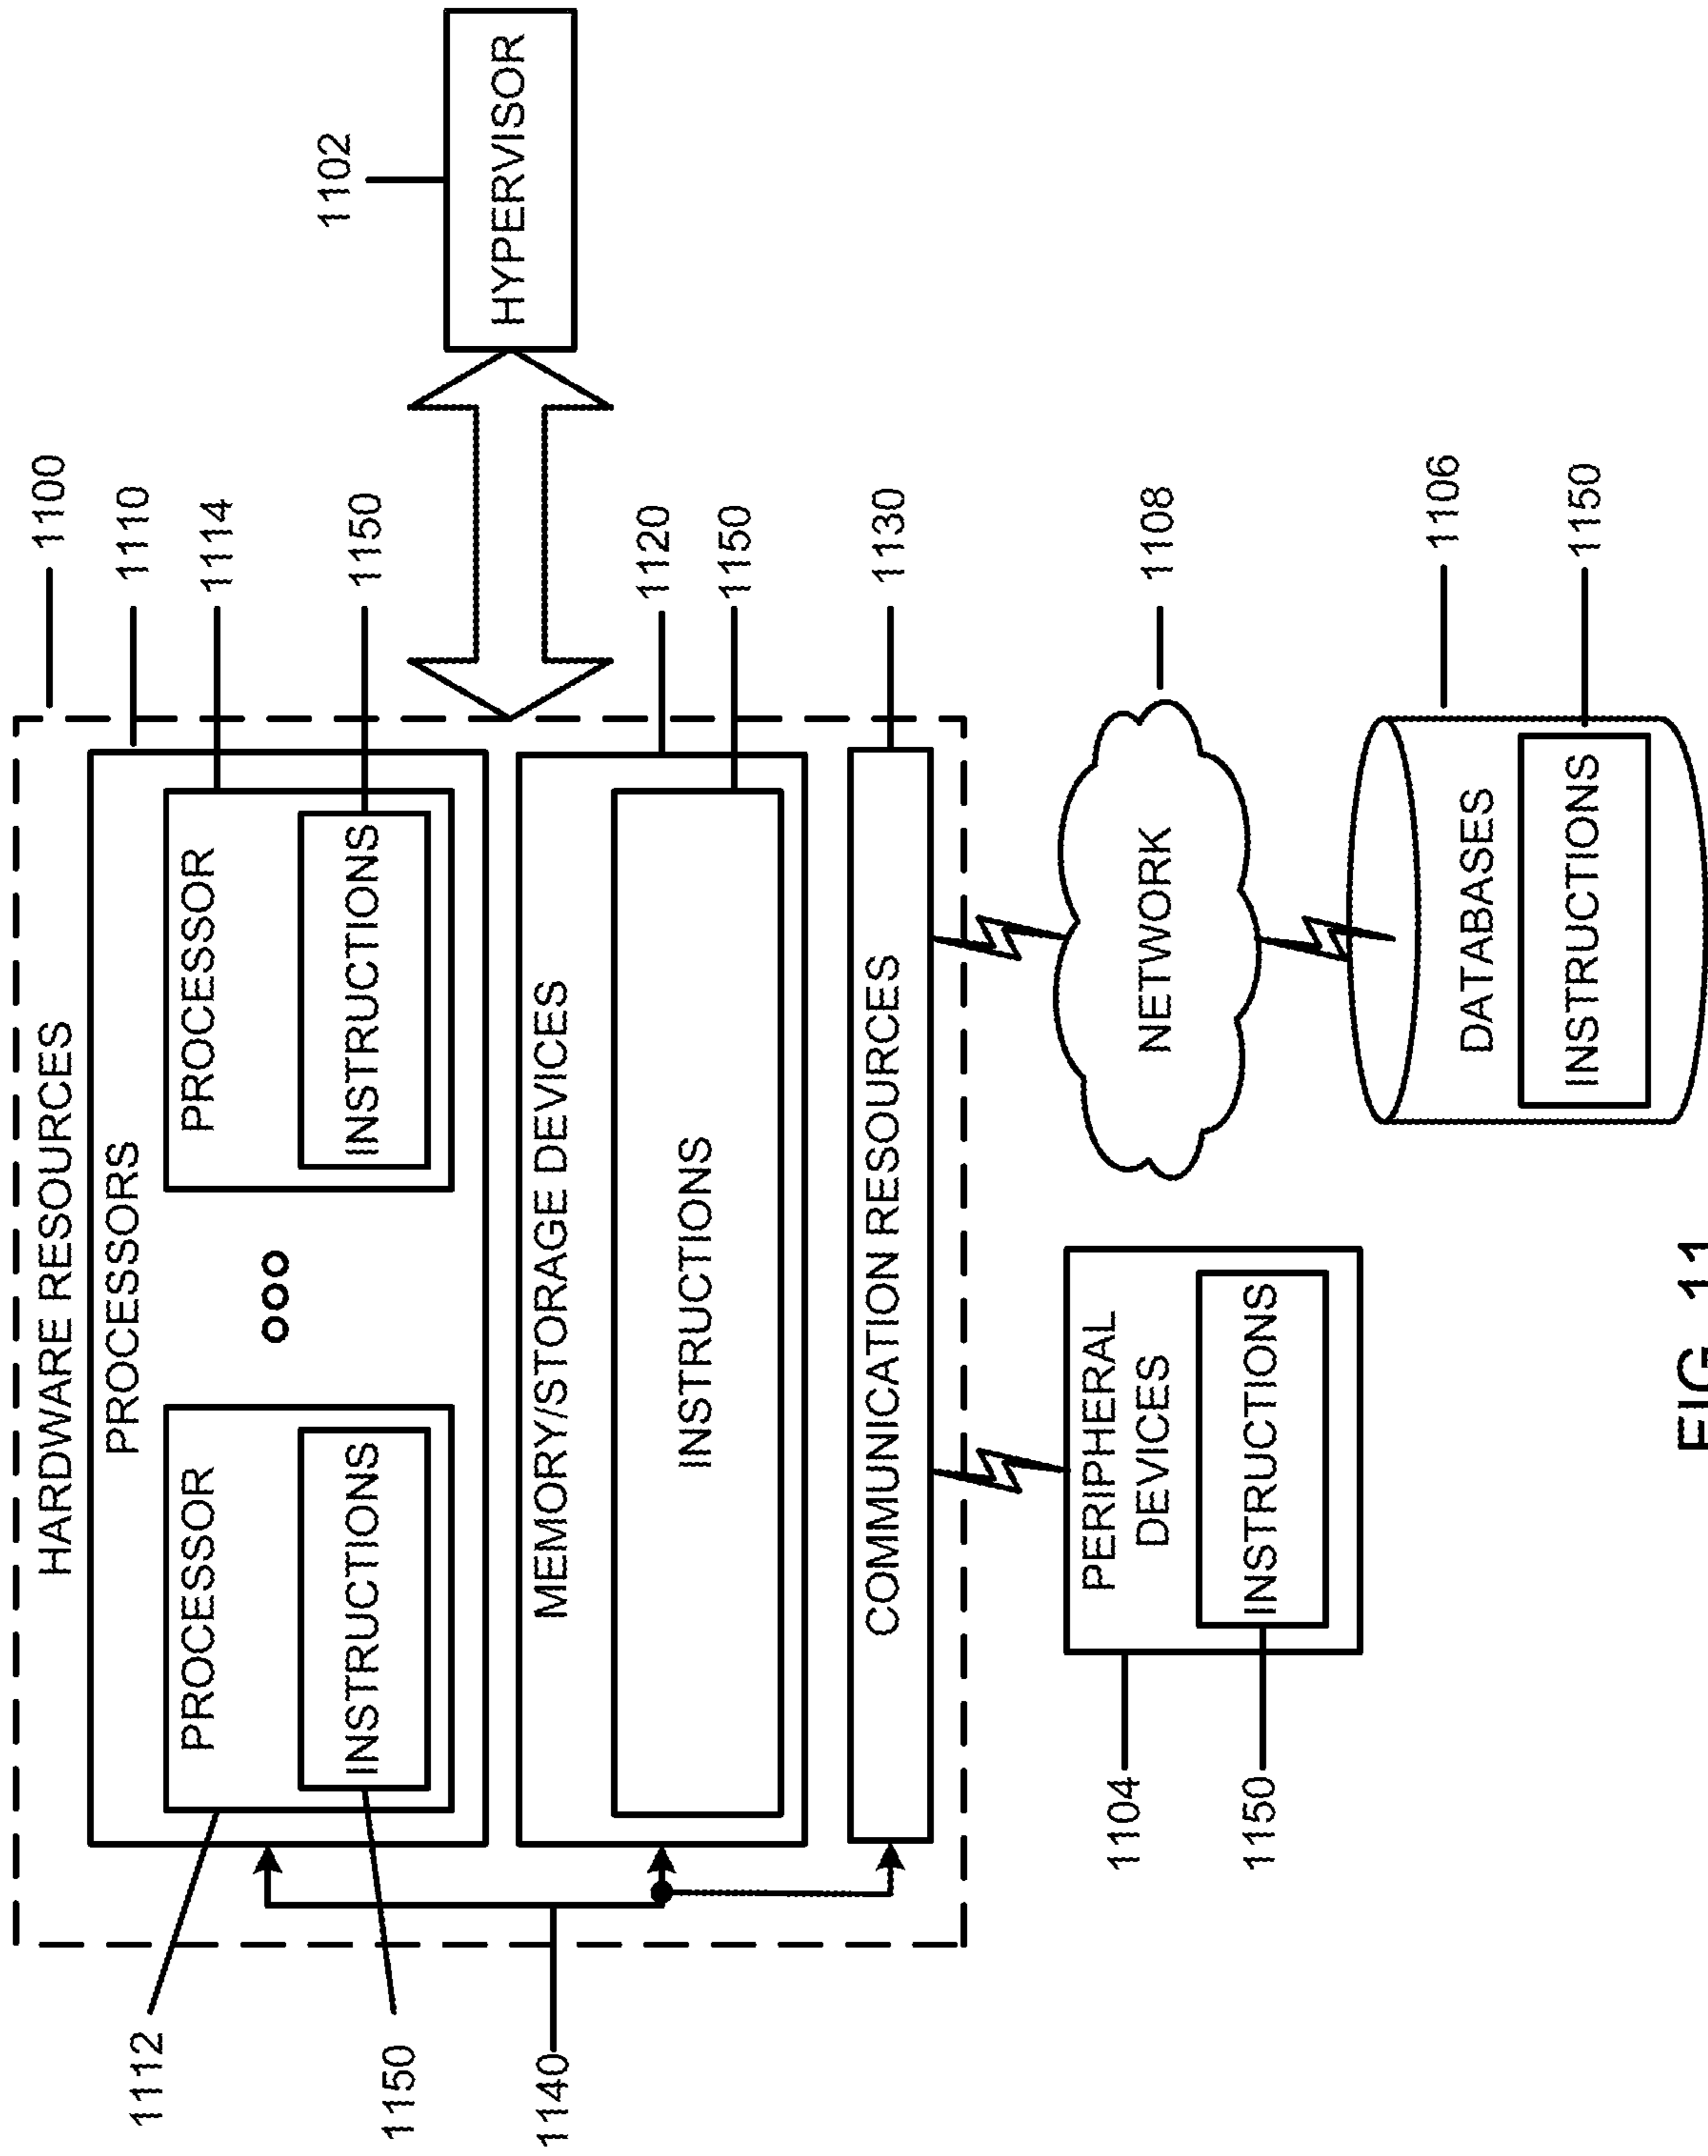 HARDWARE RESOURCES
1100
PROCESSORS
1110
1112
PROCESSOR
INSTRUCTIONS
1150
PROCESSOR
1114
INSTRUCTIONS
1150
HYPERVISOR
1102
MEMORY/STORAGE DEVICES
1120
INSTRUCTIONS
1150
1140
COMMUNICATION RESOURCES
1130
PERIPHERAL
DEVICES
1104
INSTRUCTIONS
1150
NETWORK
1108
DATABASES
1106
INSTRUCTIONS
1150
FIG. 11